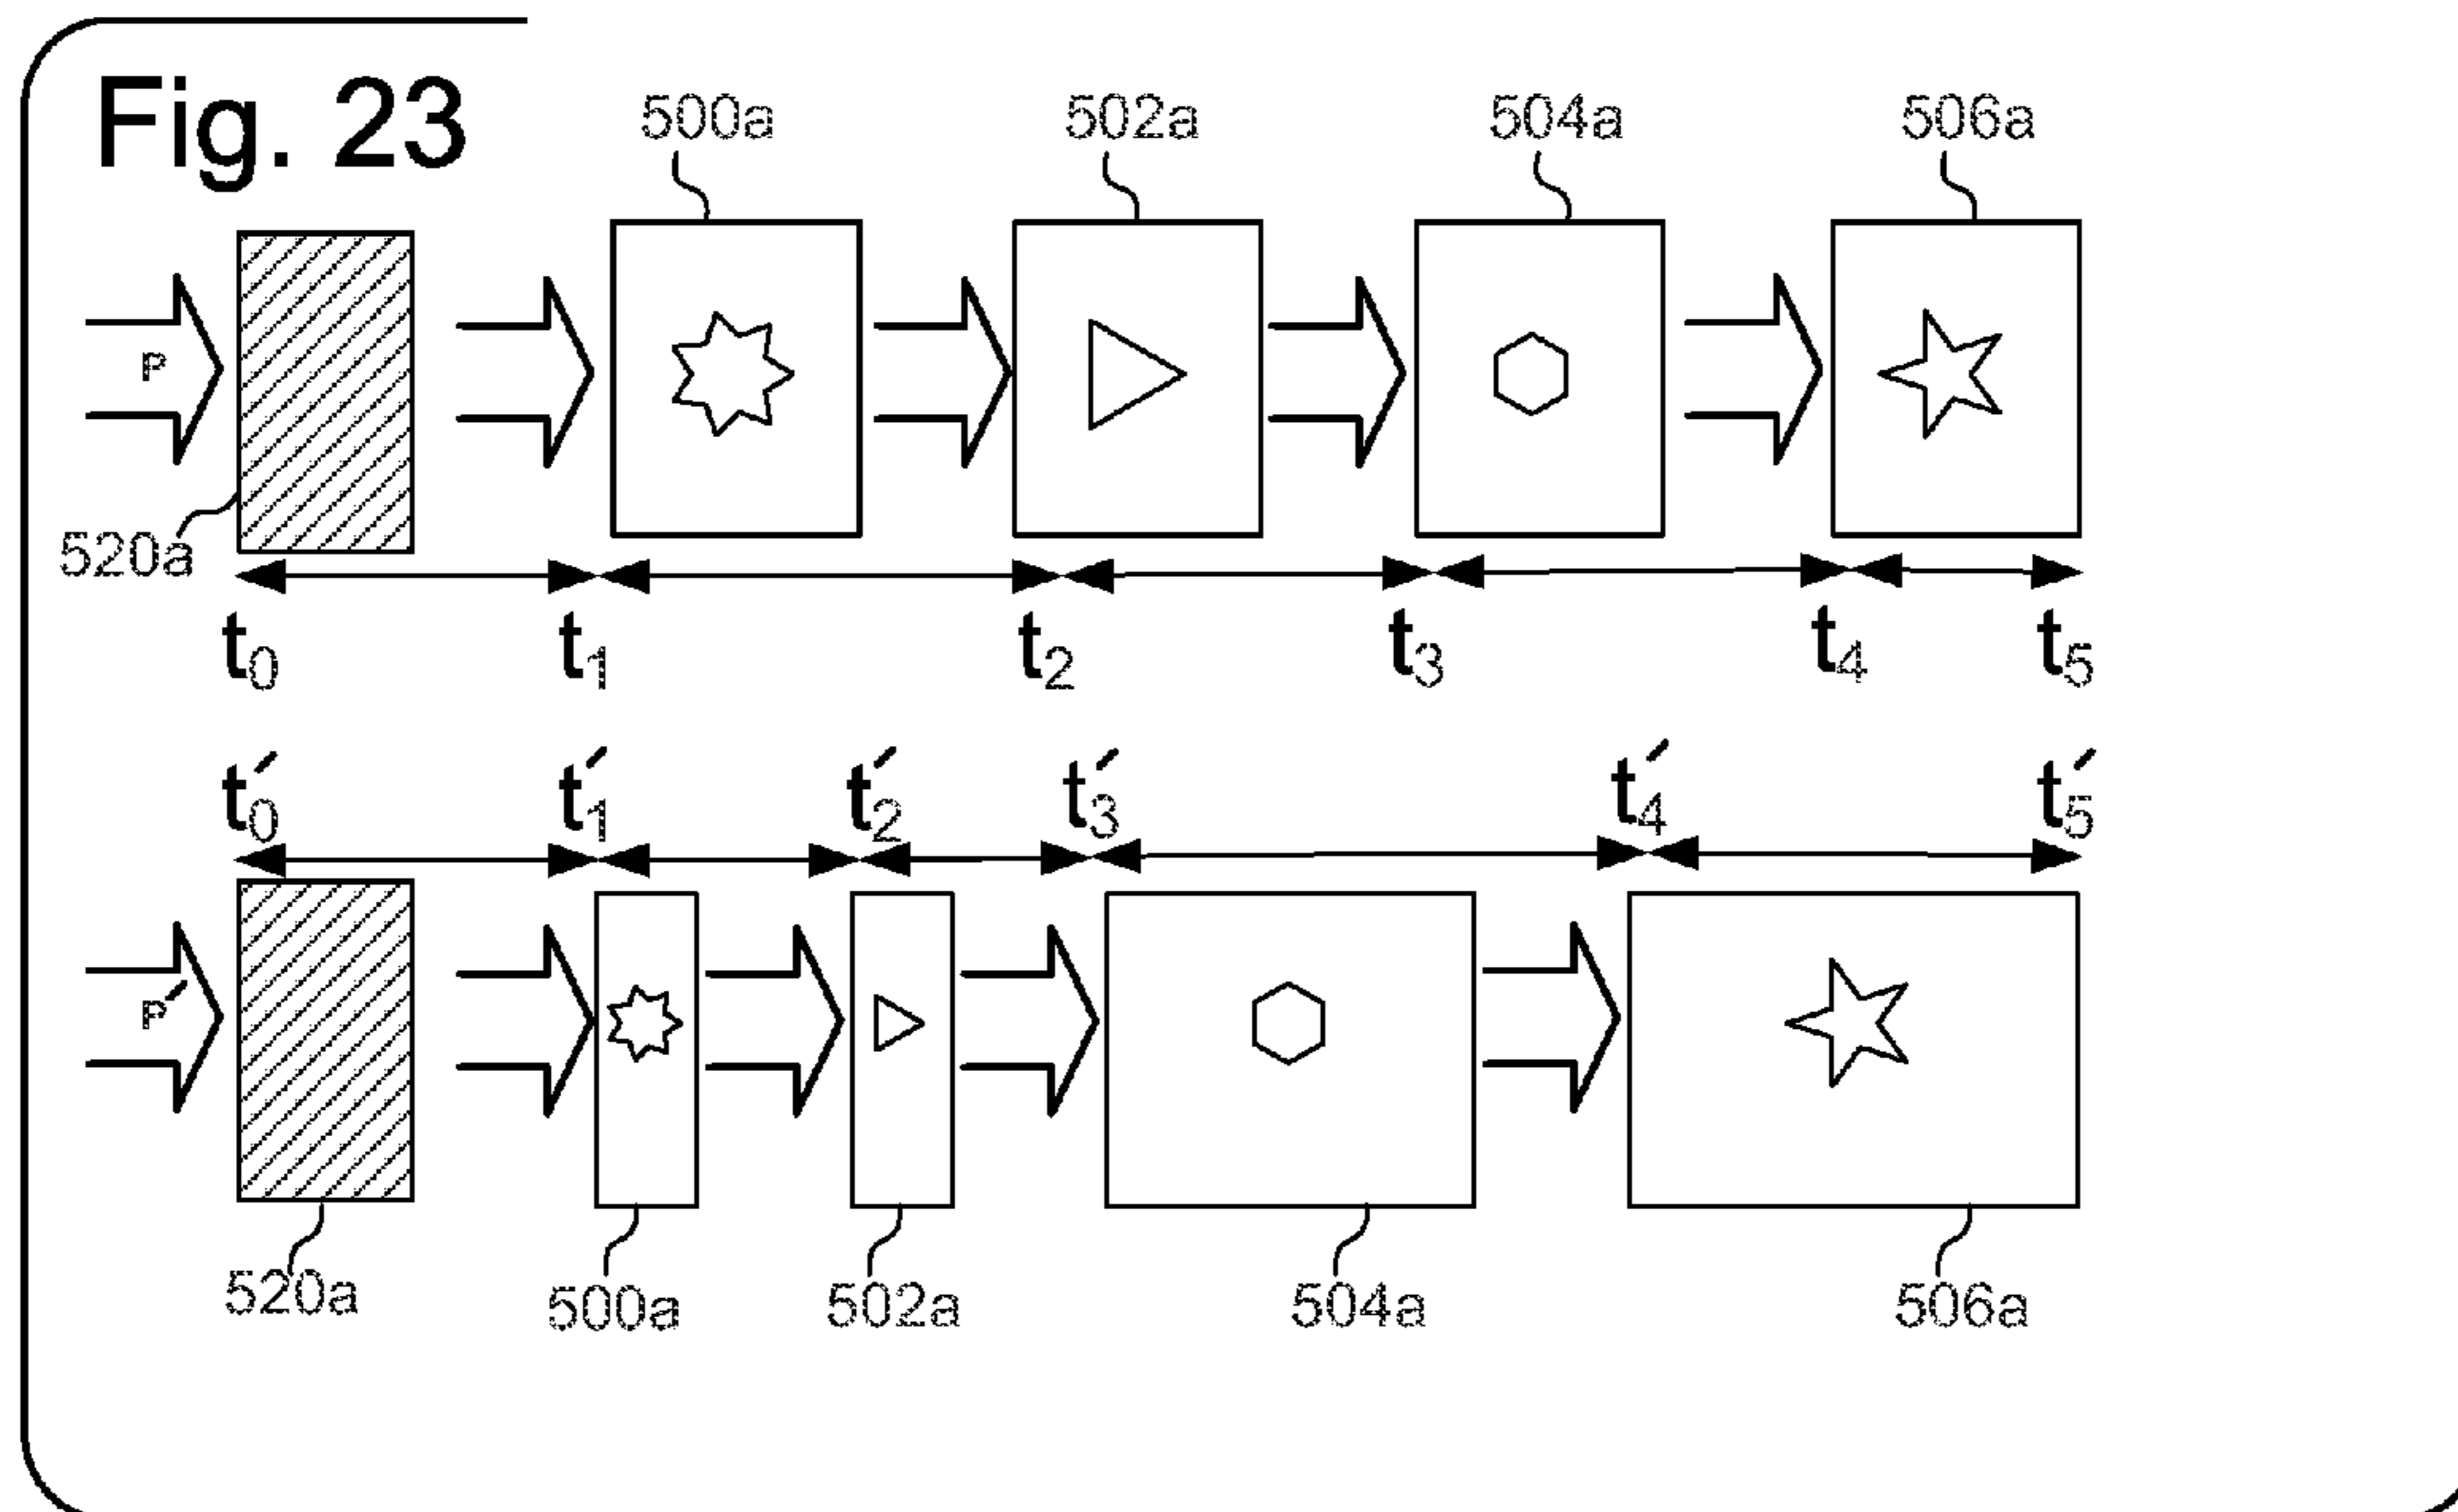 Fig. 23
500a 502a 504a 506a
P
520a
t0 t1 t2 t3 t4 t5
t0′ t1′ t2′ t3′ t4′ t5′
P′
520a 500a 502a 504a 506a